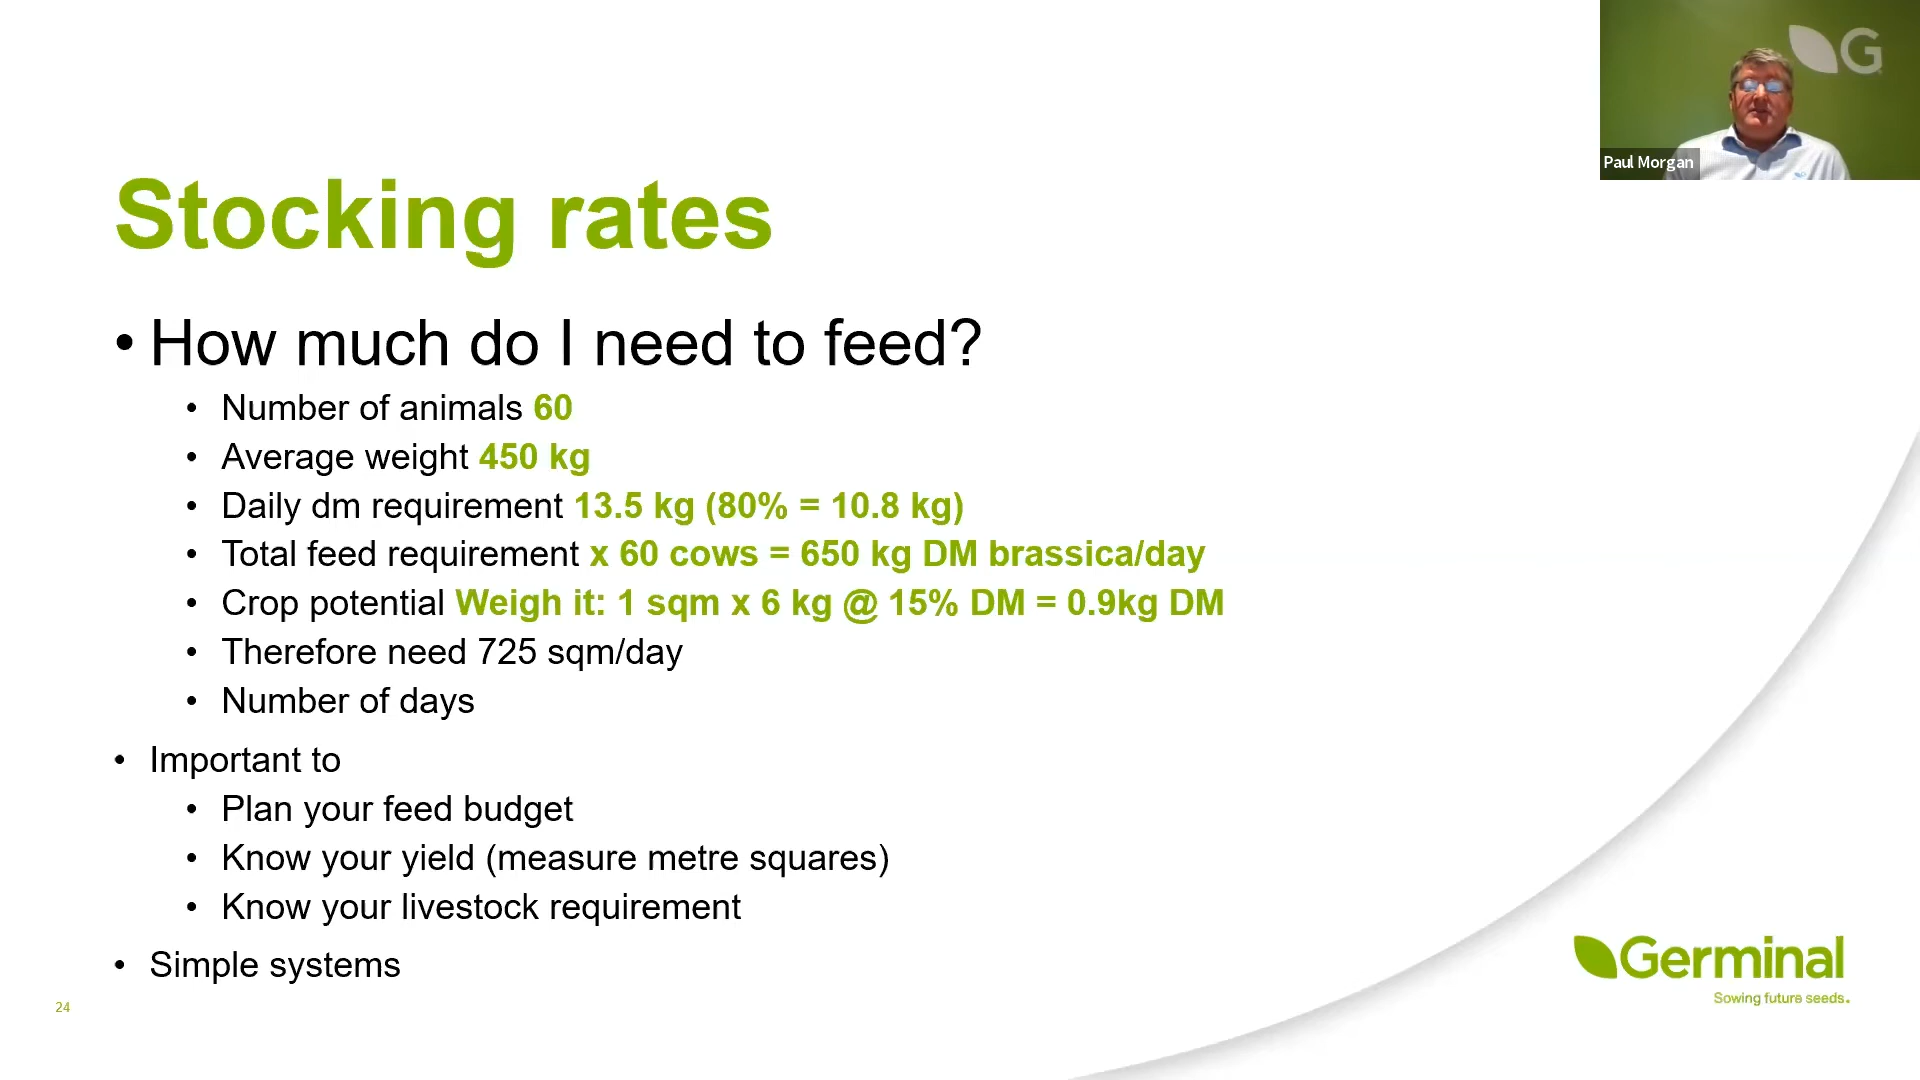 G
Paul Morgan
Stocking rates
• How much do I need to feed?
• Number of animals 60
• Average weight 450 kg
• Daily dm requirement 13.5 kg (80% = 10.8 kg)
• Total feed requirement x 60 cows = 650 kg DM brassica/day
• Crop potential Weigh it: 1 sqm x 6 kg @ 15% DM = 0.9kg DM
• Therefore need 725 sqm/day
• Number of days
• Important to
• Plan your feed budget
• Know your yield (measure metre squares)
• Know your livestock requirement
• Simple systems
Germinal
Sowing future seeds.
24